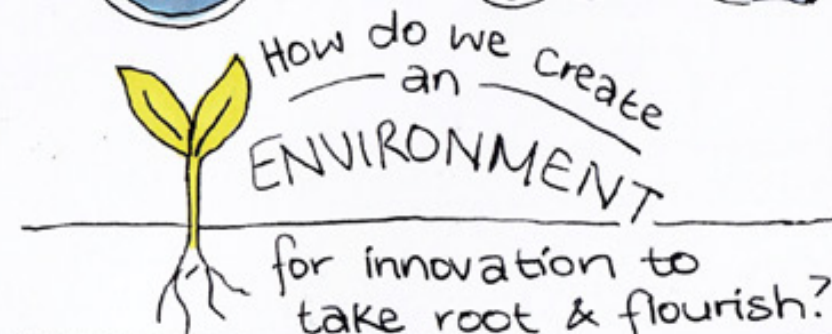 How do we create
an
ENVIRONMENT
for innovation to
take root & flourish?